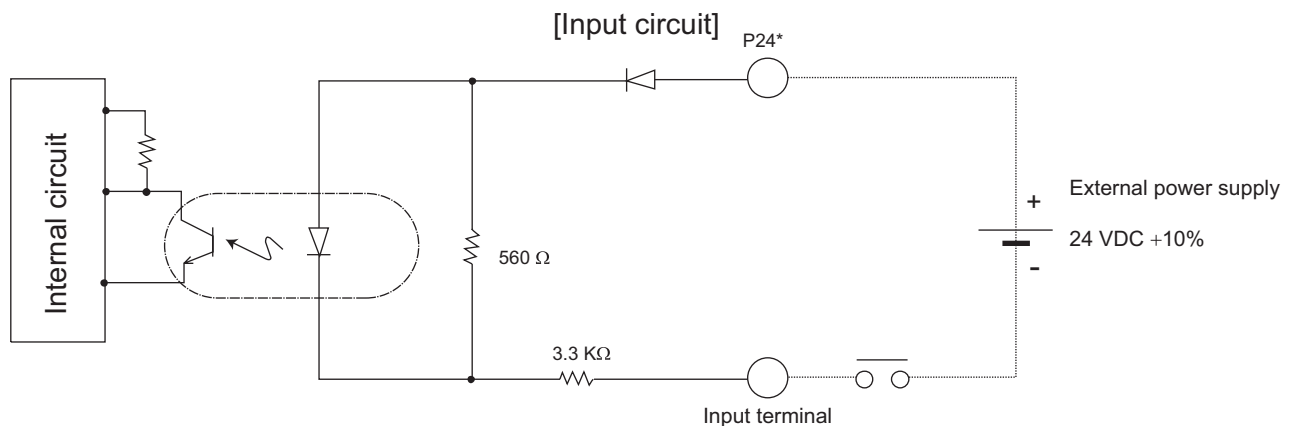 [Input circuit]
P24*
Internal circuit
+
External power supply
24 VDC +10%
-
560 Ω
3.3 KΩ
Input terminal